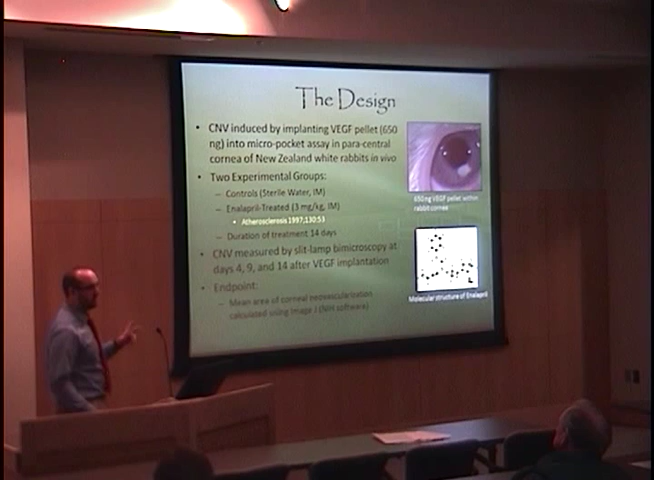 The Design
• CNV induced by implanting VEGF pellet (650
ng) into micro-pocket assay in para-central
cornea of New Zealand white rabbits in vivo
• Two Experimental Groups:
– Controls (Sterile Water, IM)
– Enalapril-Treated (3 mg/kg, IM)
• Atherosclerosis 1997;130:53
– Duration of treatment 14 days
• CNV measured by slit-lamp bimicroscopy at
days 4, 9, and 14 after VEGF implantation
• Endpoint:
– Mean area of corneal neovascularization
calculated using Image J (NIH software)
650 ng VEGF pellet within
rabbit cornea
Molecular structure of Enalapril